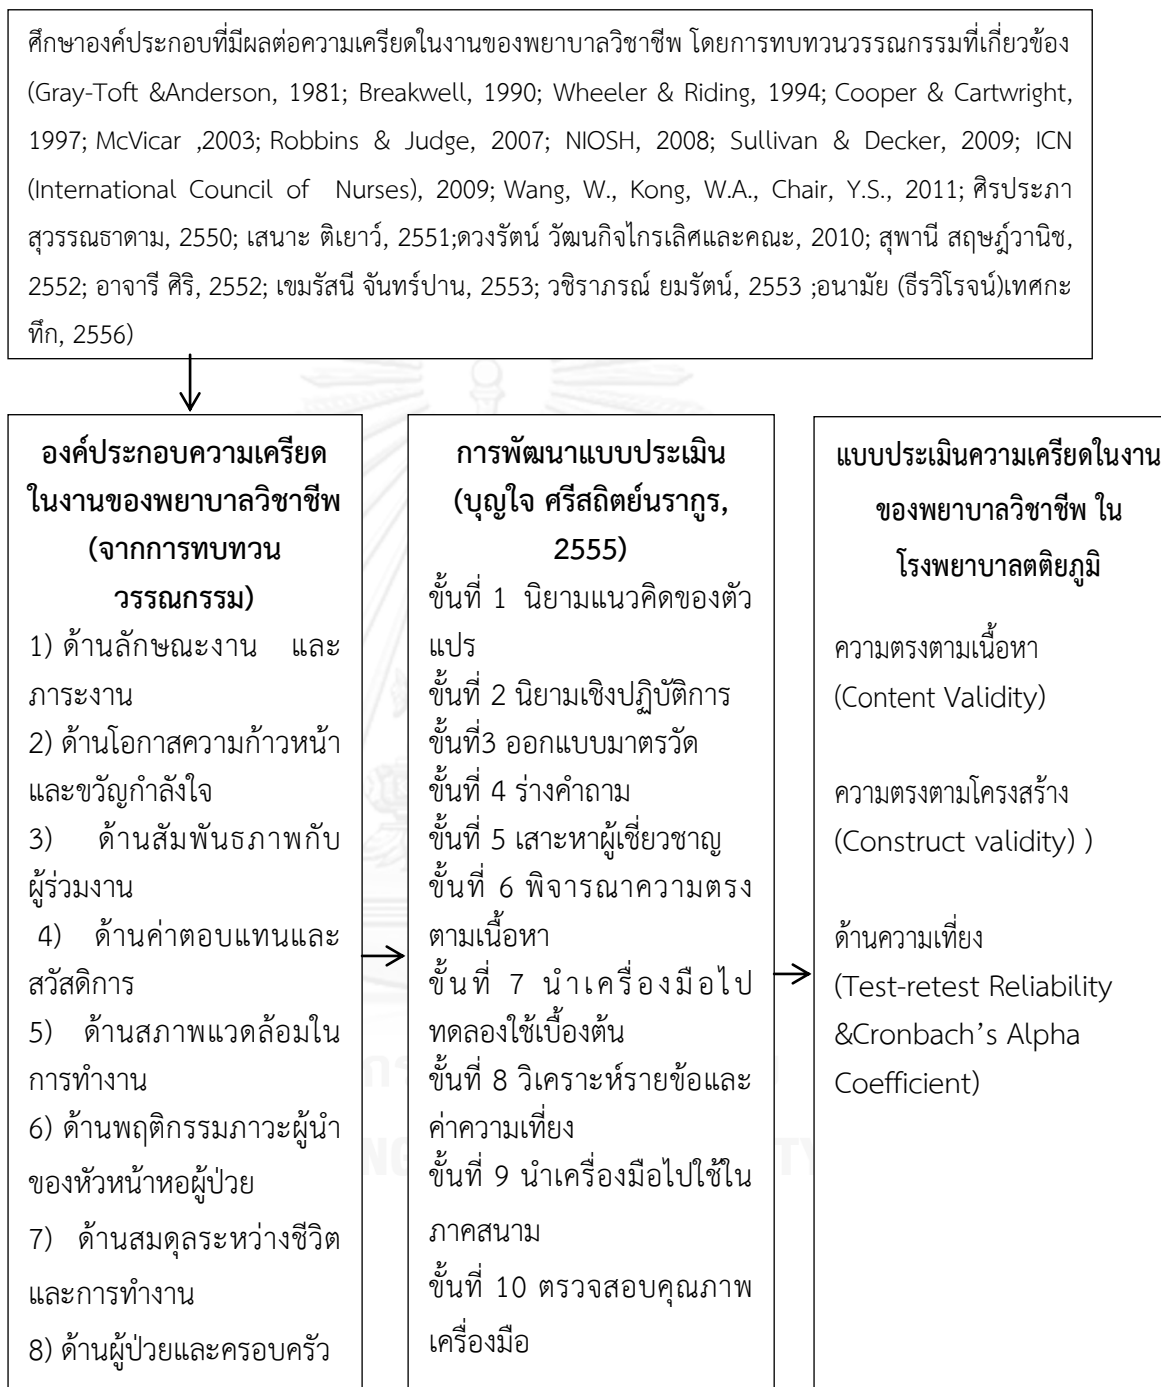 ศึกษาองค์ประกอบที่มีผลต่อความเครียดในงานของพยาบาลวิชาชีพ โดยการทบทวนวรรณกรรมที่เกี่ยวข้อง
(Gray-Toft &Anderson, 1981; Breakwell, 1990; Wheeler & Riding, 1994; Cooper & Cartwright,
1997; McVicar ,2003; Robbins & Judge, 2007; NIOSH, 2008; Sullivan & Decker, 2009; ICN
(International Council of Nurses), 2009; Wang, W., Kong, W.A., Chair, Y.S., 2011; ศิรประภา
สุวรรณธาดาม, 2550; เสนาะ ติเยาว์, 2551;ดวงรัตน์ วัฒนกิจไกรเลิศและคณะ, 2010; สุพานี สฤษฎ์วานิช,
2552; อาจารี ศิริ, 2552; เขมรัสนี จันทร์ปาน, 2553; วชิราภรณ์ ยมรัตน์, 2553 ;อนามัย (ธีรวิโรจน์)เทศกะ
ทึก, 2556)
องค์ประกอบความเครียด
ในงานของพยาบาลวิชาชีพ
(จากการทบทวน
วรรณกรรม)
1) ด้านลักษณะงาน และ
ภาระงาน
2) ด้านโอกาสความก้าวหน้า
และขวัญกำลังใจ
3) ด้านสัมพันธภาพกับ
ผู้ร่วมงาน
4) ด้านค่าตอบแทนและ
สวัสดิการ
5) ด้านสภาพแวดล้อมใน
การทำงาน
6) ด้านพฤติกรรมภาวะผู้นำ
ของหัวหน้าหอผู้ป่วย
7) ด้านสมดุลระหว่างชีวิต
และการทำงาน
8) ด้านผู้ป่วยและครอบครัว
การพัฒนาแบบประเมิน
(บุญใจ ศรีสถิตย์นรากูร,
2555)
ขั้นที่ 1 นิยามแนวคิดของตัว
แปร
ขั้นที่ 2 นิยามเชิงปฏิบัติการ
ขั้นที่3 ออกแบบมาตรวัด
ขั้นที่ 4 ร่างคำถาม
ขั้นที่ 5 เสาะหาผู้เชี่ยวชาญ
ขั้นที่ 6 พิจารณาความตรง
ตามเนื้อหา
ขั้นที่ 7 นำเครื่องมือไป
ทดลองใช้เบื้องต้น
ขั้นที่ 8 วิเคราะห์รายข้อและ
ค่าความเที่ยง
ขั้นที่ 9 นำเครื่องมือไปใช้ใน
ภาคสนาม
ขั้นที่ 10 ตรวจสอบคุณภาพ
เครื่องมือ
แบบประเมินความเครียดในงาน
ของพยาบาลวิชาชีพ ใน
โรงพยาบาลตติยภูมิ
ความตรงตามเนื้อหา
(Content Validity)
ความตรงตามโครงสร้าง
(Construct validity) )
ด้านความเที่ยง
(Test-retest Reliability
&Cronbach's Alpha
Coefficient)